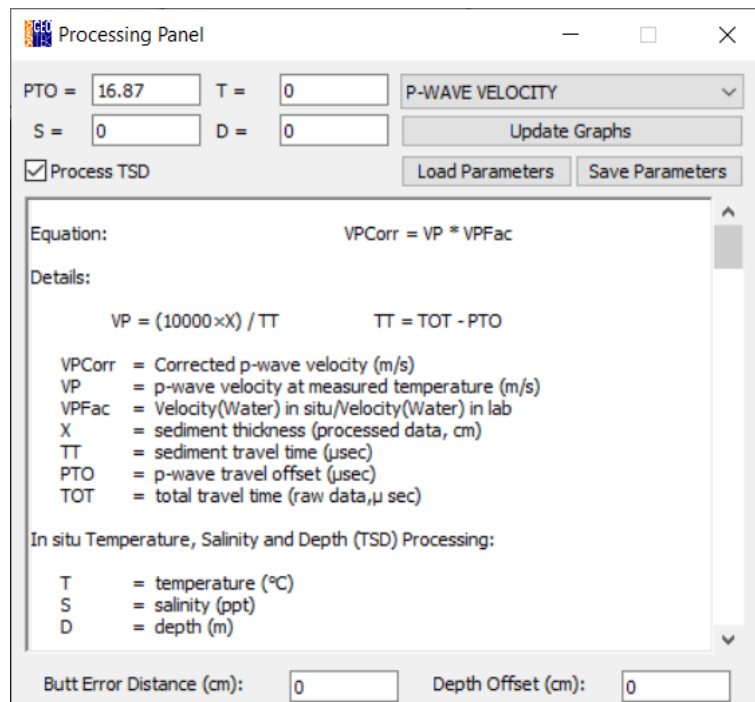 GEO
TEK
Processing Panel
PTO = 16.87 T = 0 P-WAVE VELOCITY
S = 0 D = 0 Update Graphs
Process TSD Load Parameters Save Parameters
Equation: VPCorr = VP * VPFac
Details:
VP = (10000×X) / TT TT = TOT - PTO
VPCorr = Corrected p-wave velocity (m/s)
VP = p-wave velocity at measured temperature (m/s)
VPFac = Velocity(Water) in situ/Velocity(Water) in lab
X = sediment thickness (processed data, cm)
TT = sediment travel time (µsec)
PTO = p-wave travel offset (µsec)
TOT = total travel time (raw data,µ sec)
In situ Temperature, Salinity and Depth (TSD) Processing:
T = temperature (°C)
S = salinity (ppt)
D = depth (m)
Butt Error Distance (cm): 0 Depth Offset (cm): 0